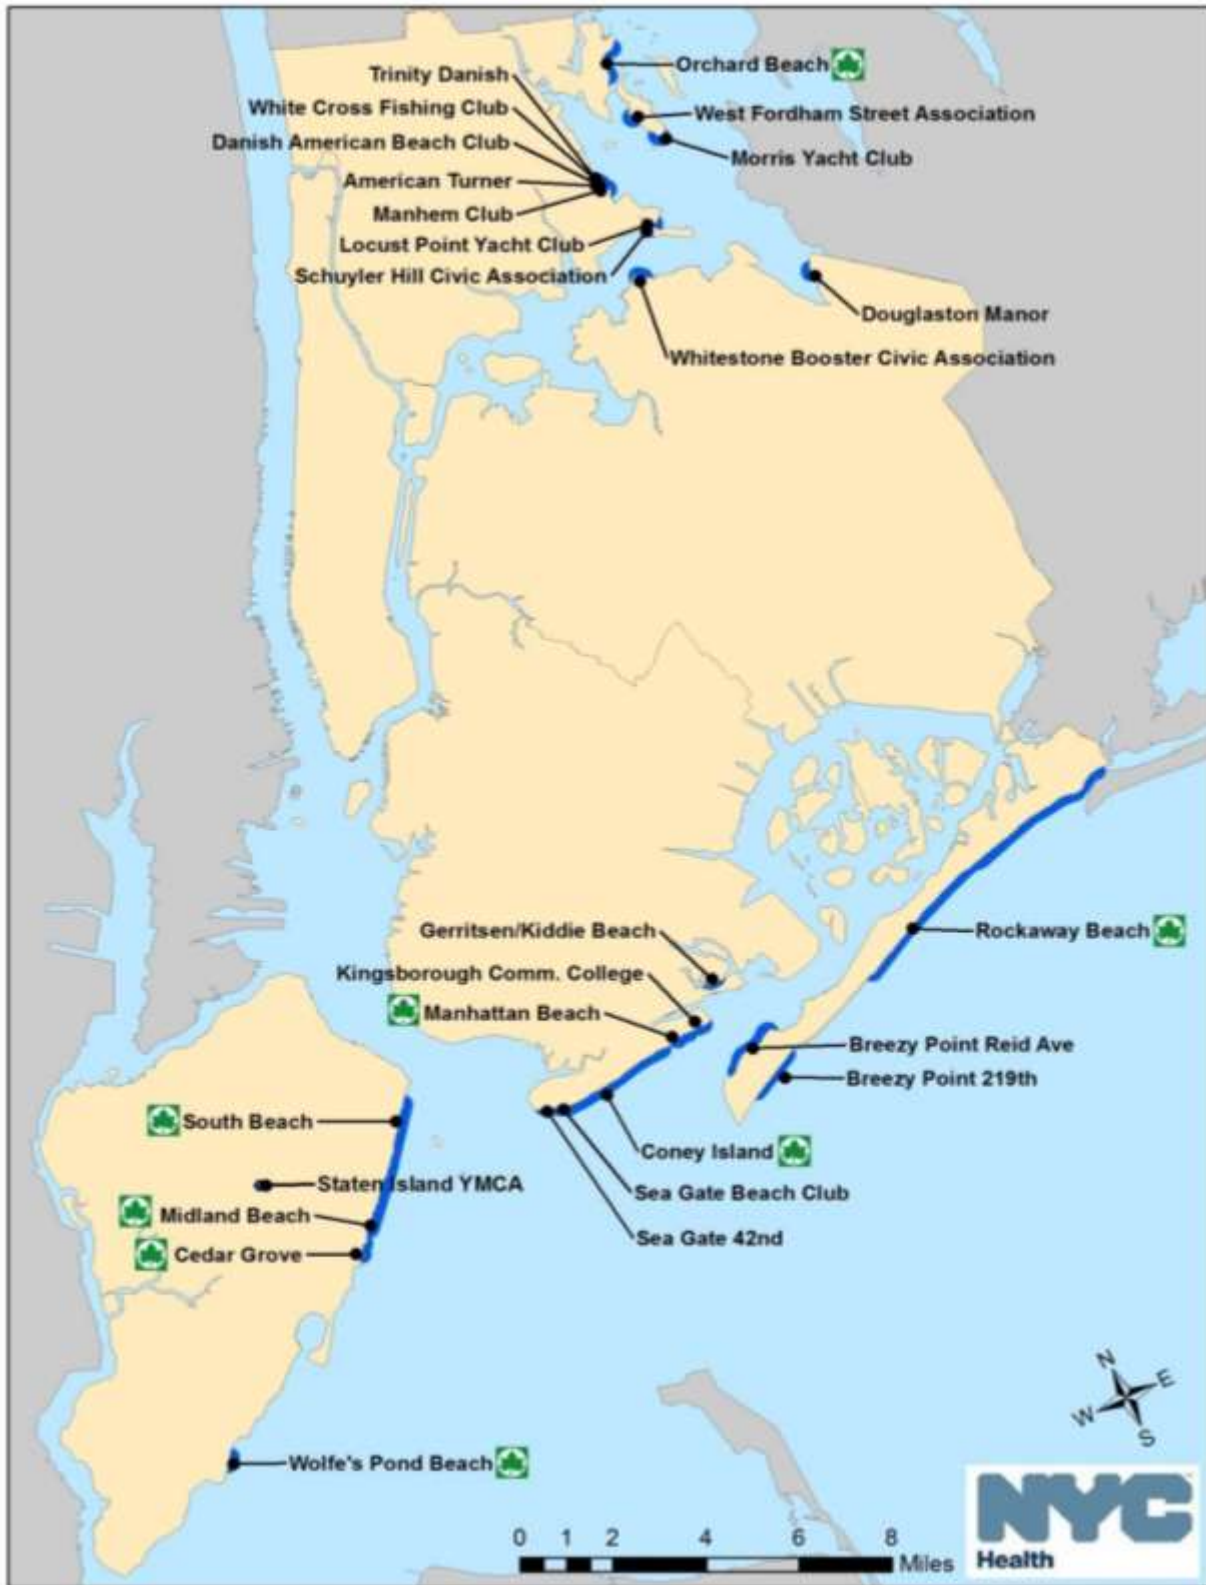 Orchard Beach
Trinity Danish
White Cross Fishing Club
West Fordham Street Association
Danish American Beach Club
Morris Yacht Club
American Turner
Manhem Club
Locust Point Yacht Club
Schuyler Hill Civic Association
Douglaston Manor
Whitestone Booster Civic Association
Gerritsen/Kiddie Beach
Rockaway Beach
Kingsborough Comm. College
Manhattan Beach
Breezy Point Reid Ave
Breezy Point 219th
South Beach
Coney Island
Staten Island YMCA
Sea Gate Beach Club
Midland Beach
Sea Gate 42nd
Cedar Grove
N
E
W
S
Wolfe's Pond Beach
0 1 2 4 6 8
Miles
NYC
Health